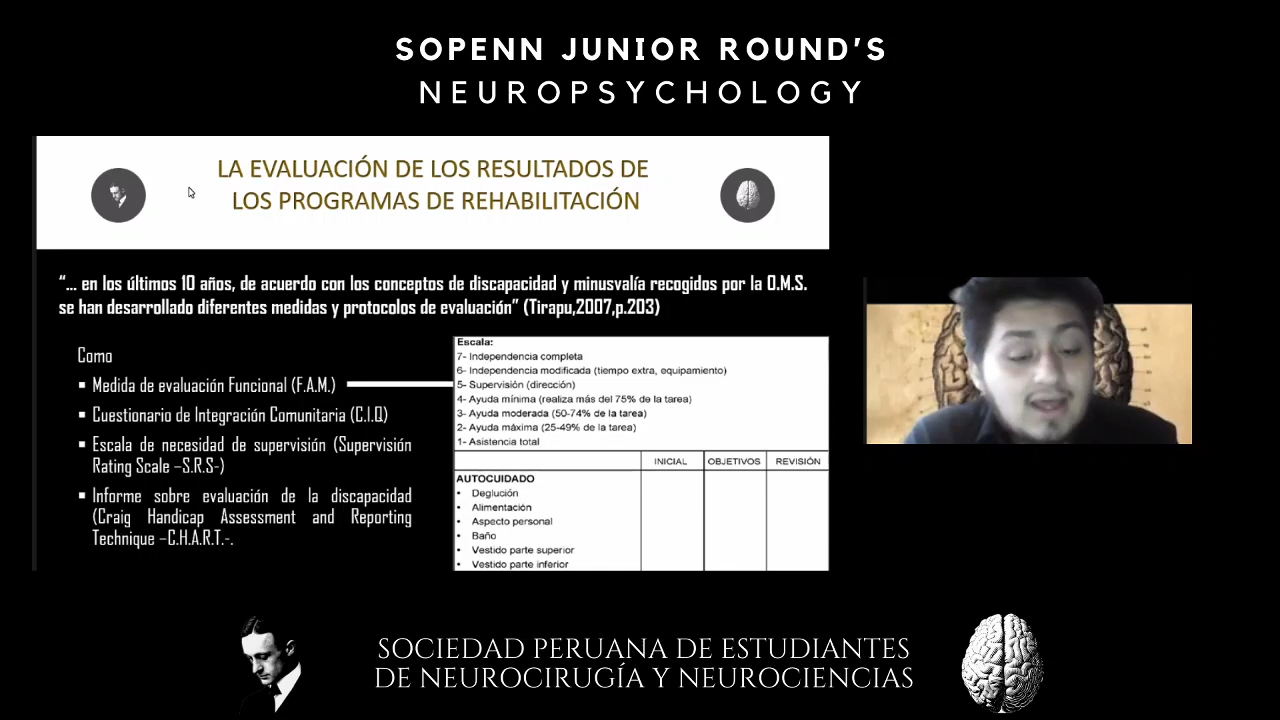 SOPENN JUNIOR ROUND'S
NEUROPSYCHOLOGY
LA EVALUACIÓN DE LOS RESULTADOS DE
LOS PROGRAMAS DE REHABILITACIÓN
“... en los últimos 10 años, de acuerdo con los conceptos de discapacidad y minusvalía recogidos por la O.M.S.
se han desarrollado diferentes medidas y protocolos de evaluación” (Tirapu,2007,p.203)
Como
▪ Medida de evaluación Funcional (F.A.M.)
▪ Cuestionario de Integración Comunitaria (C.I.Q)
▪ Escala de necesidad de supervisión (Supervisión
Rating Scale –S.R.S-)
▪ Informe sobre evaluación de la discapacidad
(Craig Handicap Assessment and Reporting
Technique –C.H.A.R.T.-.
Escala:
7- Independencia completa
6- Independencia modificada (tiempo extra, equipamiento)
5- Supervisión (dirección)
4- Ayuda mínima (realiza más del 75% de la tarea)
3- Ayuda moderada (50-74% de la tarea)
2- Ayuda máxima (25-49% de la tarea)
1- Asistencia total
INICIAL OBJETIVOS REVISIÓN
AUTOCUIDADO
• Deglución
• Alimentación
• Aspecto personal
• Baño
• Vestido parte superior
• Vestido parte inferior
SOCIEDAD PERUANA DE ESTUDIANTES
DE NEUROCIRUGÍA Y NEUROCIENCIAS